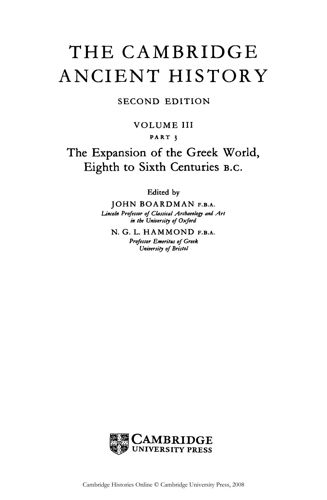 THE CAMBRIDGE
ANCIENT HISTORY
SECOND EDITION
VOLUME III
PART 3
The Expansion of the Greek World,
Eighth to Sixth Centuries B.C.
Edited by
JOHN BOARDMAN F.B.A.
Lincoln Professor of Classical Archaeology and Art
in the University of Oxford
N. G. L. HAMMOND F.B.A.
Professor Emeritus of Greek
University of Bristol
CAMBRIDGE
UNIVERSITY PRESS
Cambridge Histories Online © Cambridge University Press, 2008